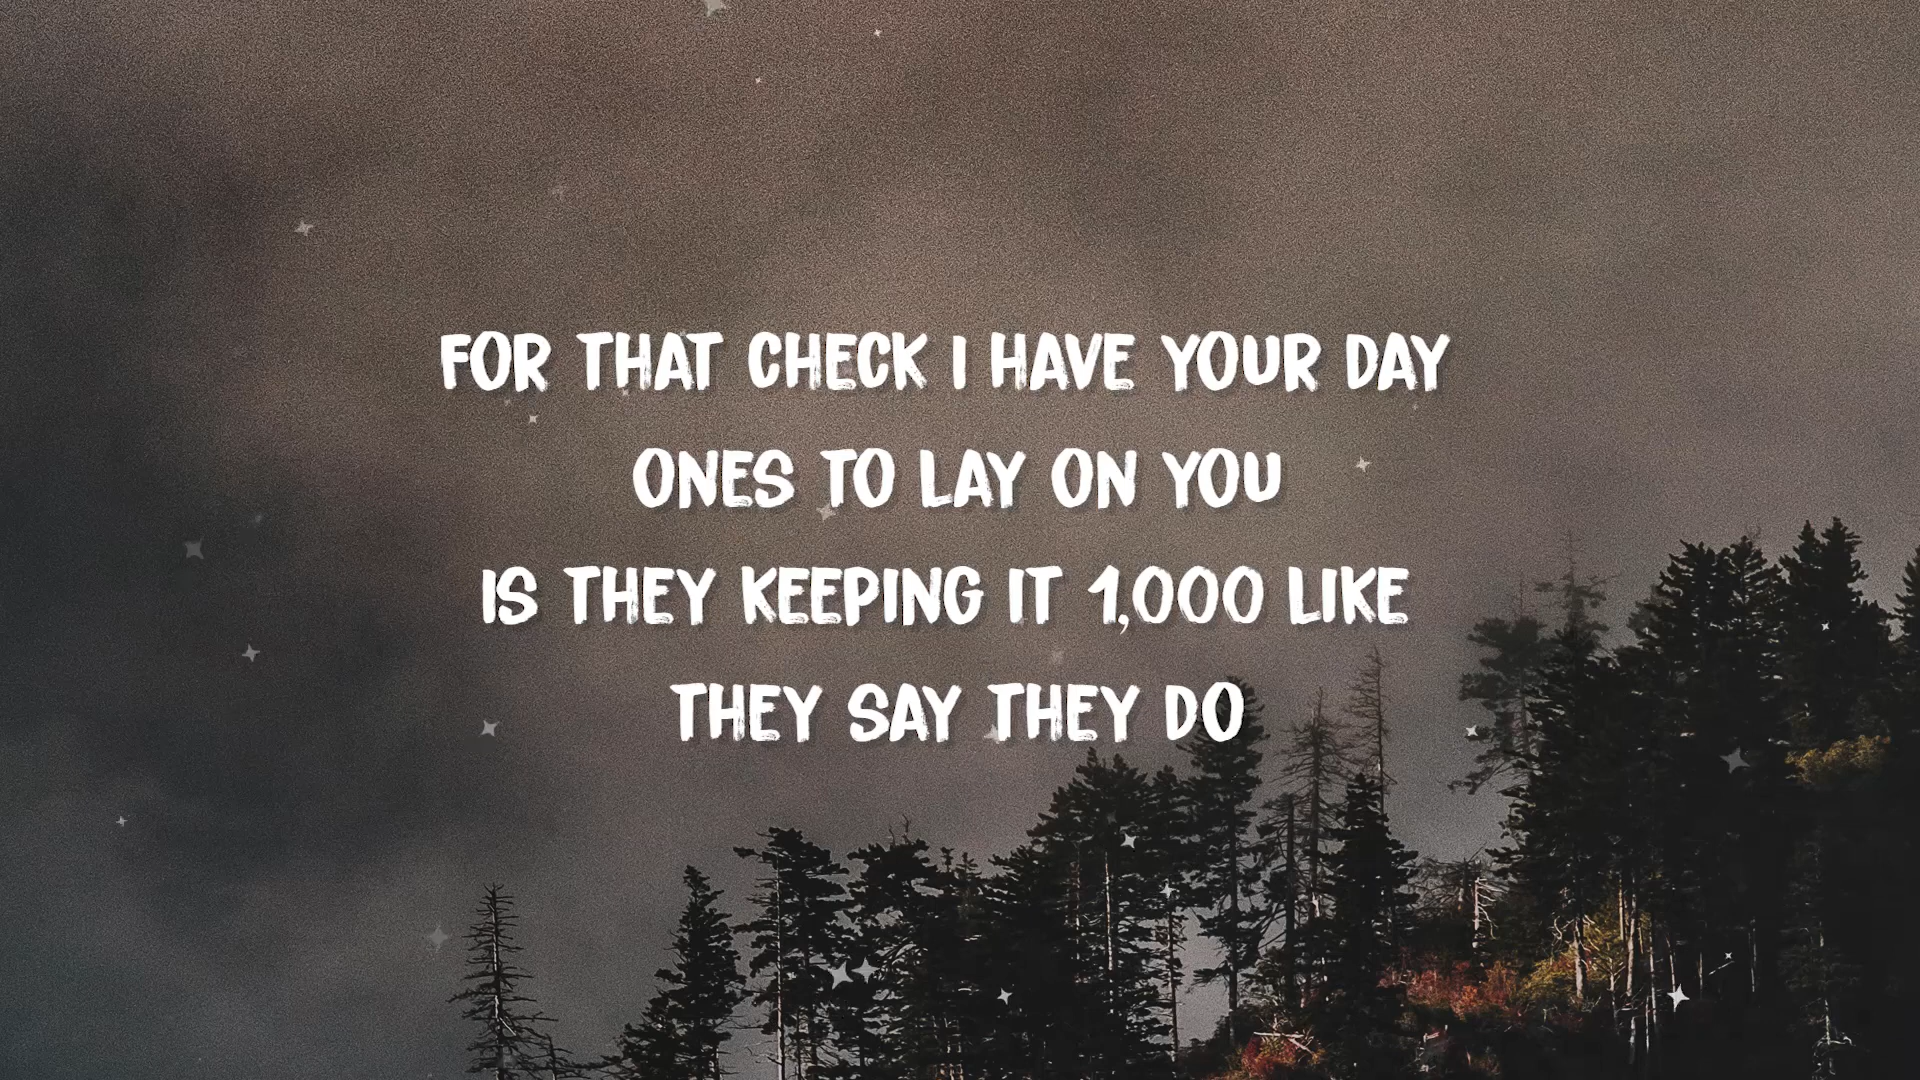 FOR THAT CHECK I HAVE YOUR DAY
ONES TO LAY ON YOU
IS THEY KEEPING IT 1,000 LIKE
THEY SAY THEY DO